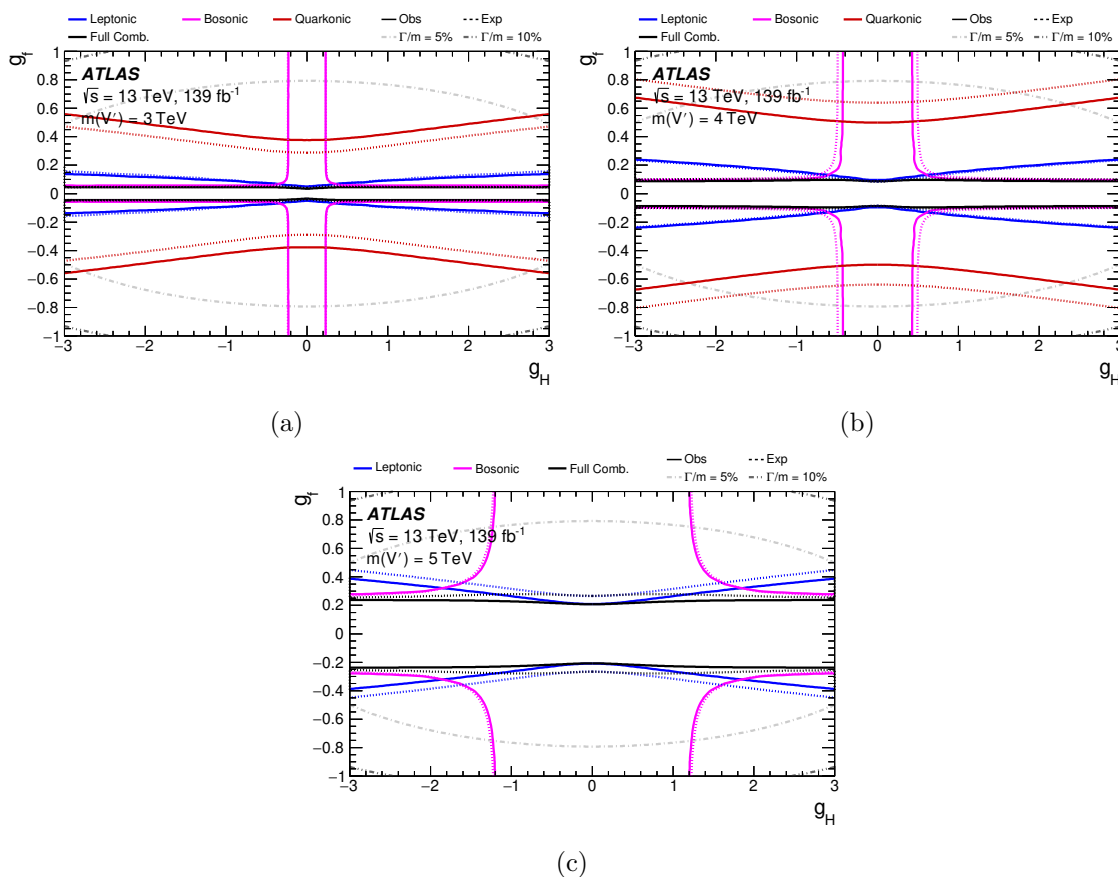 Leptonic Bosonic Quarkonic Obs Exp
Full Comb. Γ/m = 5% Γ/m = 10%
g_f
1
0.8
0.6
0.4
0.2
0
−0.2
−0.4
−0.6
−0.8
−1
ATLAS
√s = 13 TeV, 139 fb⁻¹
m(V′) = 3 TeV
−3 −2 −1 0 1 2 3
g_H
(a)
Leptonic Bosonic Quarkonic Obs Exp
Full Comb. Γ/m = 5% Γ/m = 10%
g_f
1
0.8
0.6
0.4
0.2
0
−0.2
−0.4
−0.6
−0.8
−1
ATLAS
√s = 13 TeV, 139 fb⁻¹
m(V′) = 4 TeV
−3 −2 −1 0 1 2 3
g_H
(b)
Leptonic Bosonic Full Comb. Obs Exp
Γ/m = 5% Γ/m = 10%
g_f
1
0.8
0.6
0.4
0.2
0
−0.2
−0.4
−0.6
−0.8
−1
ATLAS
√s = 13 TeV, 139 fb⁻¹
m(V′) = 5 TeV
−3 −2 −1 0 1 2 3
g_H
(c)